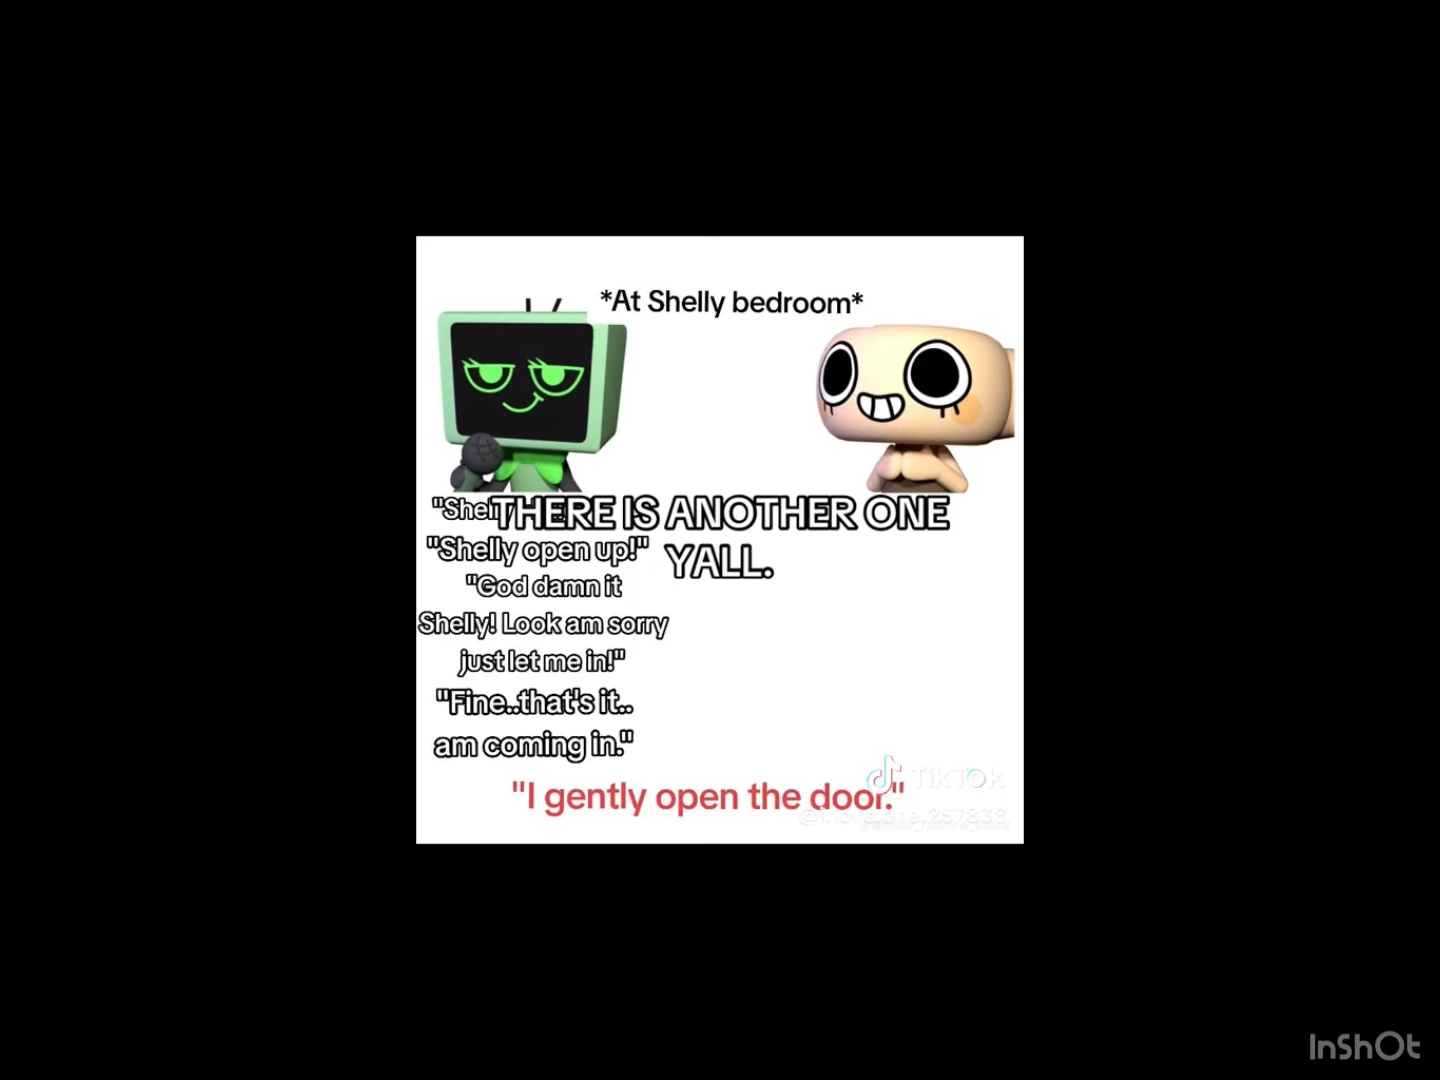 *At Shelly bedroom*
THERE IS ANOTHER ONE
YALL.
"Shelly open up!"
"God damn it
Shelly! Look am sorry
just let me in!"
"Fine..that's it..
am coming in."
"I gently open the door."
TikTok
InShOt